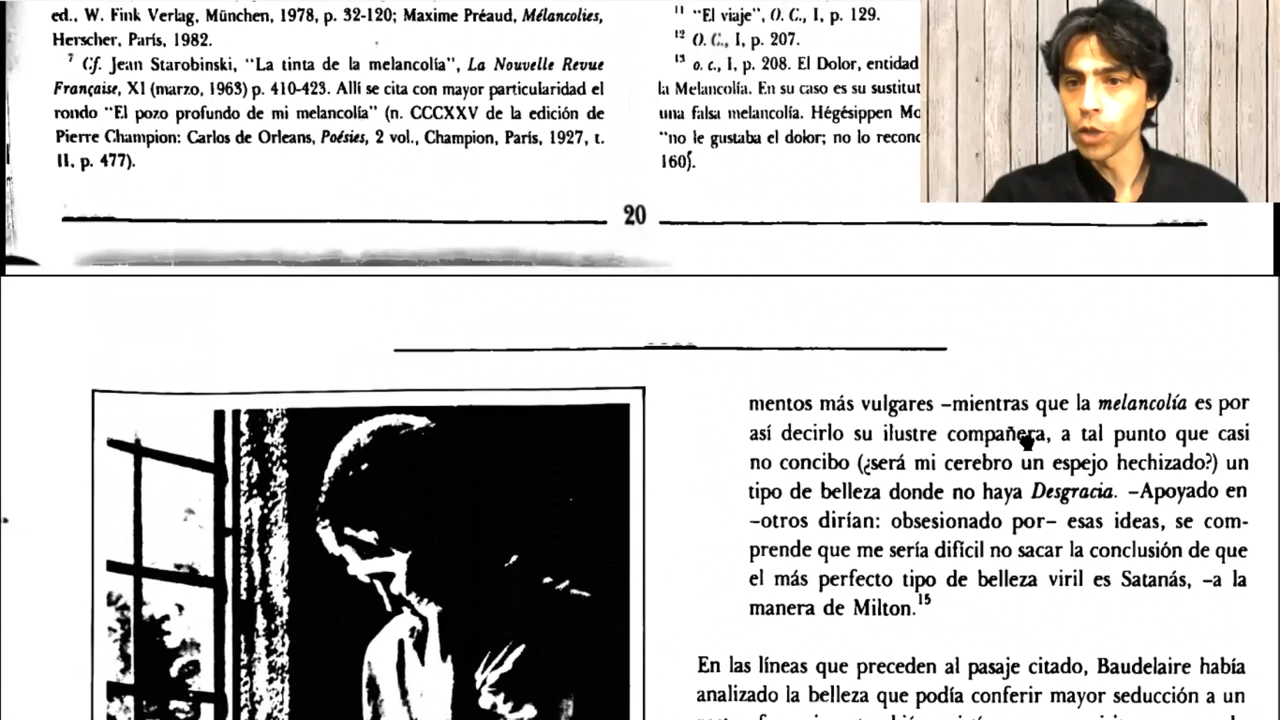 ed., W. Fink Verlag, München, 1978, p. 32-120; Maxime Préaud, Mélancolies,
Herscher, París, 1982.
7 Cf. Jean Starobinski, "La tinta de la melancolía", La Nouvelle Revue
Française, XI (marzo, 1963) p. 410-423. Allí se cita con mayor particularidad el
rondo "El pozo profundo de mi melancolía" (n. CCCXXV de la edición de
Pierre Champion: Carlos de Orleans, Poésies, 2 vol., Champion, París, 1927, t.
II, p. 477).
11 "El viaje", O. C., I, p. 129.
12 O. C., I, p. 207.
13 o. c., I, p. 208. El Dolor, entidad
la Melancolía. En su caso es su sustitut
una falsa melancolía. Hégésippen Mo
"no le gustaba el dolor; no lo recono
160).
20
mentos más vulgares –mientras que la melancolía es por
así decirlo su ilustre compañera, a tal punto que casi
no concibo (¿será mi cerebro un espejo hechizado?) un
tipo de belleza donde no haya Desgracia. –Apoyado en
–otros dirían: obsesionado por– esas ideas, se com-
prende que me sería difícil no sacar la conclusión de que
el más perfecto tipo de belleza viril es Satanás, –a la
manera de Milton.15
En las líneas que preceden al pasaje citado, Baudelaire había
analizado la belleza que podía conferir mayor seducción a un